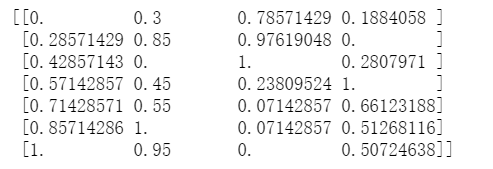 [[0. 0.3 0.78571429 0.1884058 ]
[0.28571429 0.85 0.97619048 0. ]
[0.42857143 0. 1. 0.2807971 ]
[0.57142857 0.45 0.23809524 1. ]
[0.71428571 0.55 0.07142857 0.66123188]
[0.85714286 1. 0.07142857 0.51268116]
[1. 0.95 0. 0.50724638]]